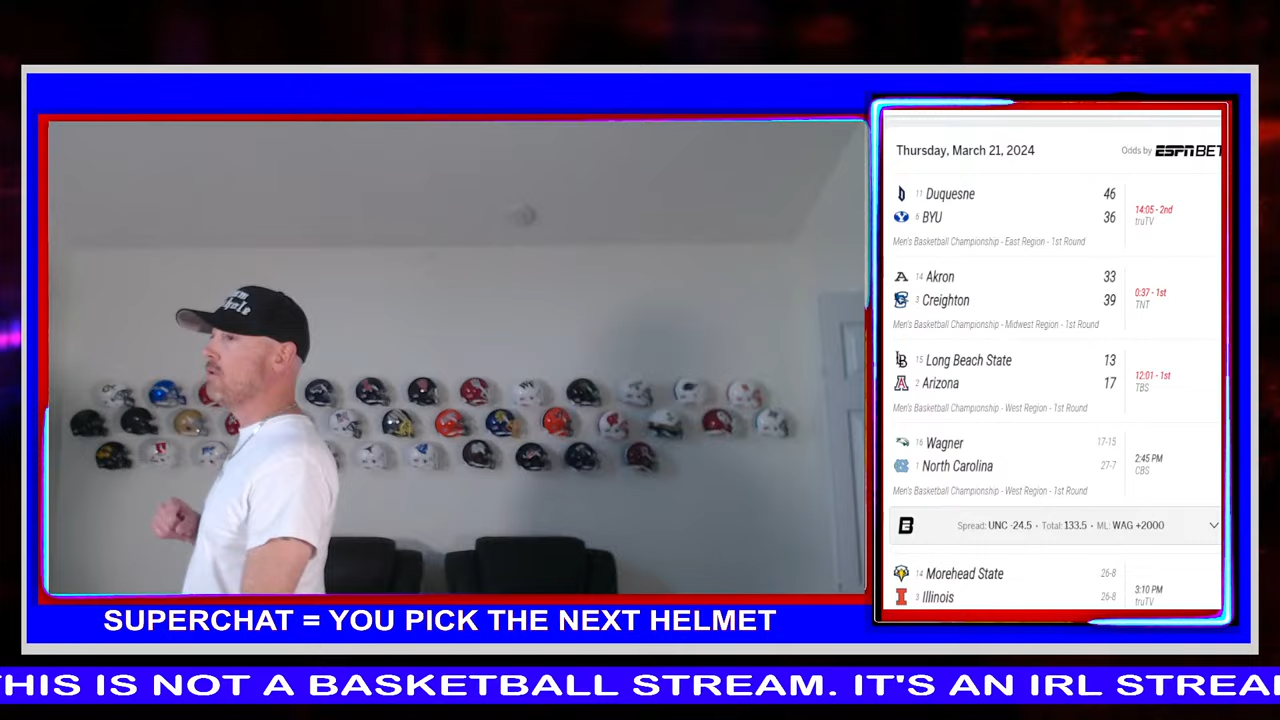 Thursday, March 21, 2024
Odds by ESPN BET
11 Duquesne 46
6 BYU 36
14:05 - 2nd
truTV
Men's Basketball Championship - East Region - 1st Round
14 Akron 33
3 Creighton 39
0:37 - 1st
TNT
Men's Basketball Championship - Midwest Region - 1st Round
15 Long Beach State 13
2 Arizona 17
12:01 - 1st
TBS
Men's Basketball Championship - West Region - 1st Round
16 Wagner 17-15
1 North Carolina 27-7
2:45 PM
CBS
Men's Basketball Championship - West Region - 1st Round
Spread: UNC -24.5 • Total: 133.5 • ML: WAG +2000
14 Morehead State 26-8
3 Illinois 26-8
3:10 PM
truTV
SUPERCHAT = YOU PICK THE NEXT HELMET
THIS IS NOT A BASKETBALL STREAM. IT'S AN IRL STREA